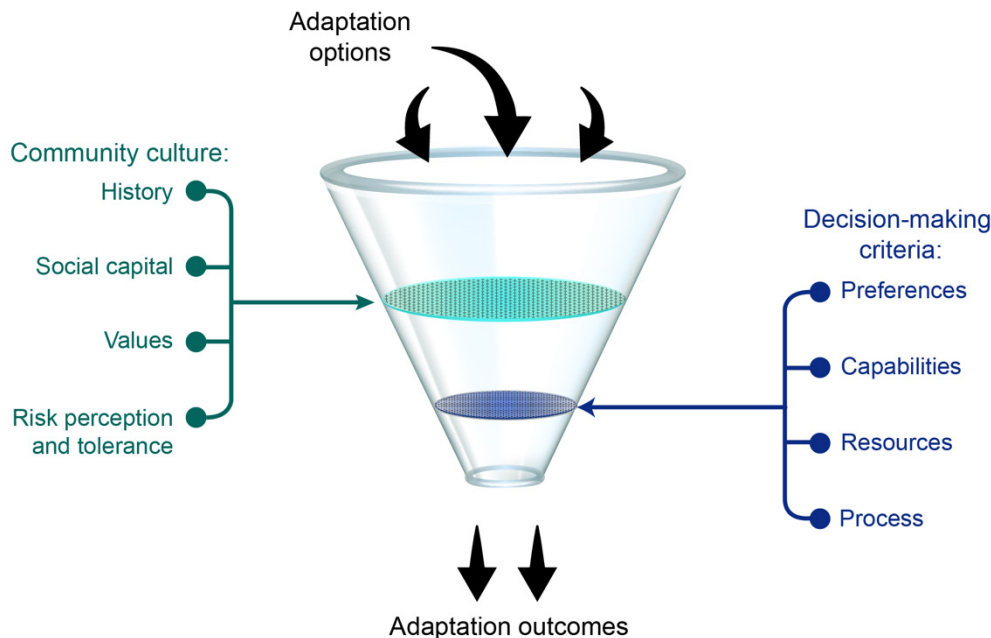 Adaptation
options
Community culture:
History
Social capital
Values
Risk perception
and tolerance
Decision-making
criteria:
Preferences
Capabilities
Resources
Process
Adaptation outcomes